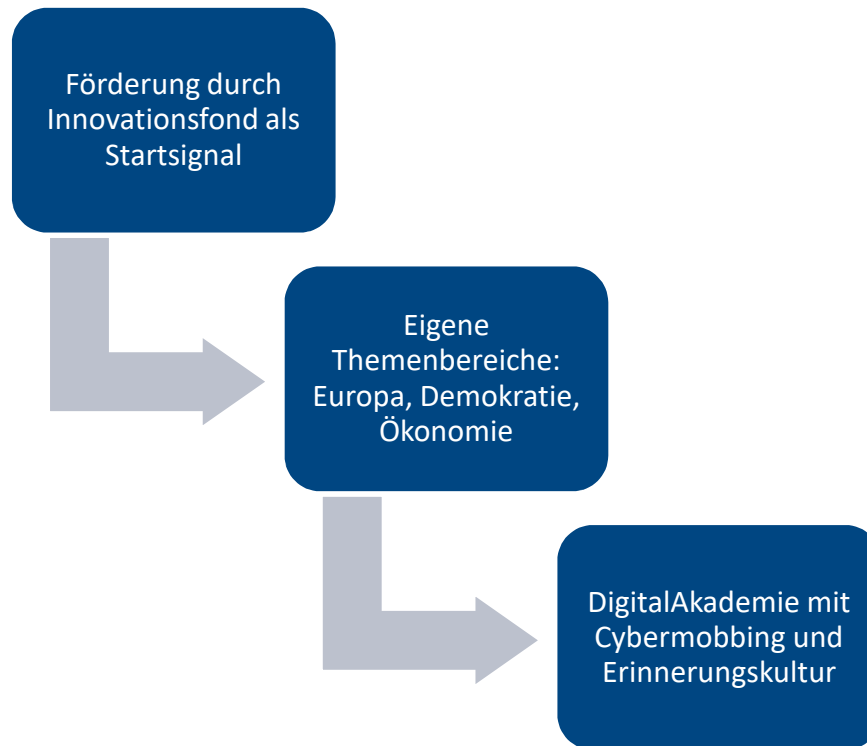 Förderung durch
Innovationsfond als
Startsignal
Eigene
Themenbereiche:
Europa, Demokratie,
Ökonomie
DigitalAkademie mit
Cybermobbing und
Erinnerungskultur